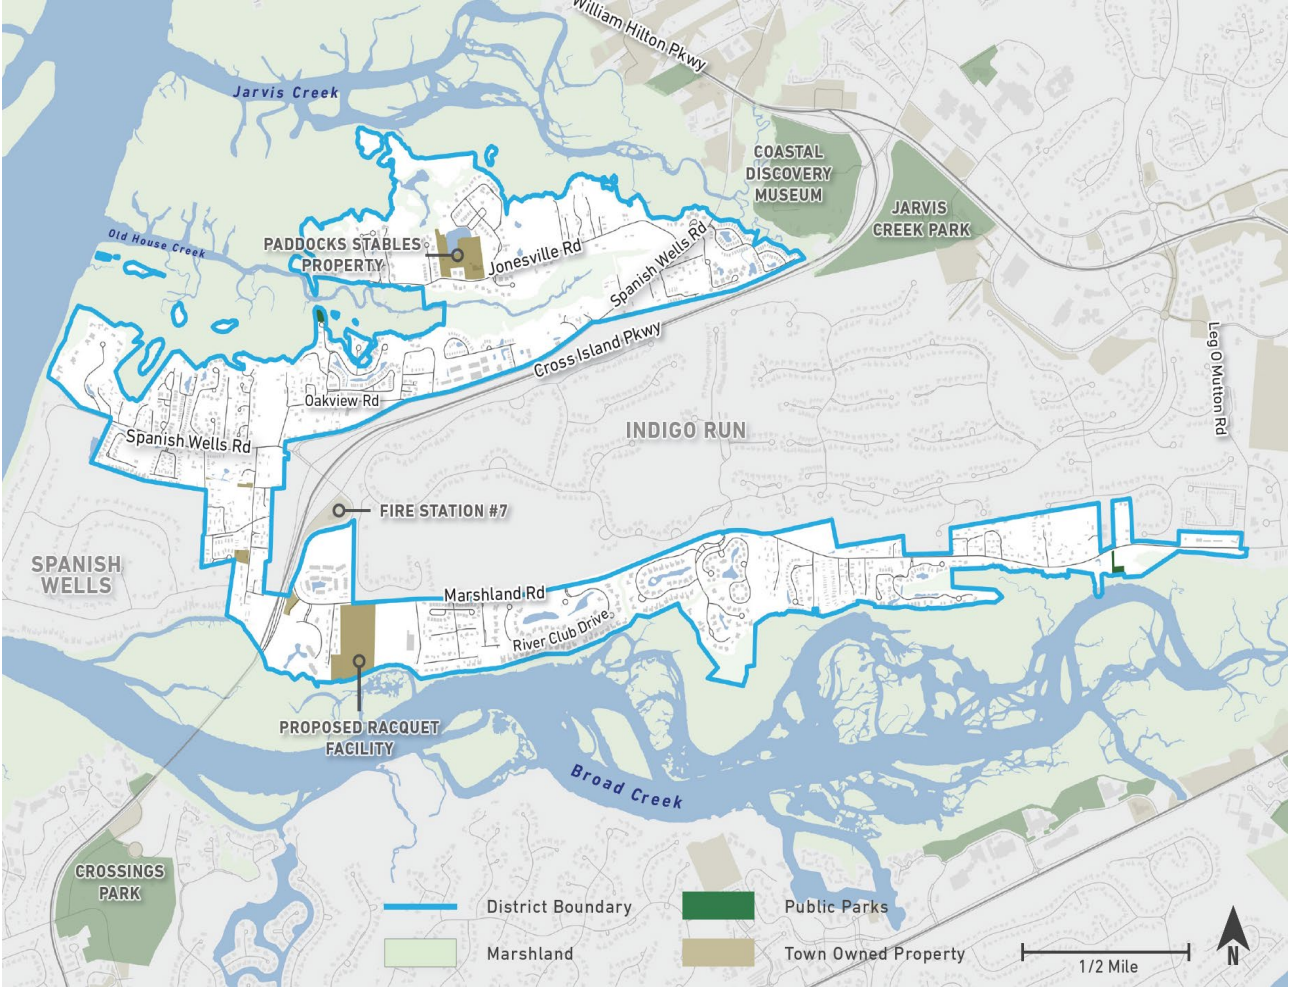 William Hilton Pkwy
Jarvis Creek
COASTAL
DISCOVERY
MUSEUM
JARVIS
CREEK PARK
Old House Creek
PADDOCKS STABLES
PROPERTY
Jonesville Rd
Spanish Wells Rd
Cross Island Pkwy
Leg O Mutton Rd
Oakview Rd
Spanish Wells Rd
INDIGO RUN
FIRE STATION #7
SPANISH
WELLS
Marshland Rd
River Club Drive
PROPOSED RACQUET
FACILITY
Broad Creek
CROSSINGS
PARK
District Boundary
Public Parks
Marshland
Town Owned Property
1/2 Mile
N